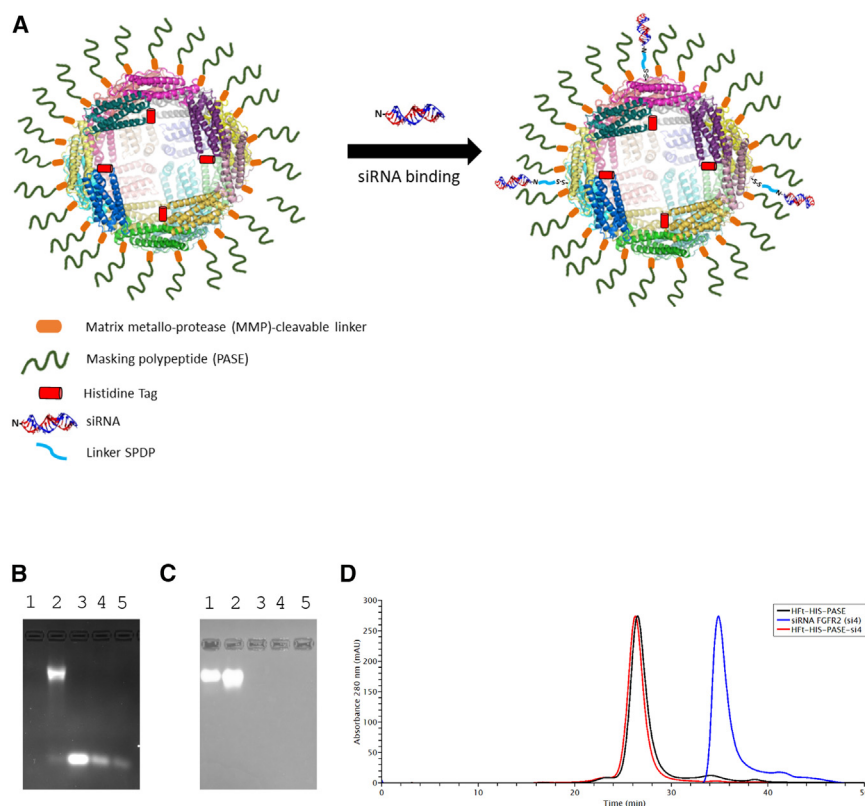 A
N
siRNA binding
N
S-S
N
S-S
S-S
N
Matrix metallo-protease (MMP)-cleavable linker
Masking polypeptide (PASE)
Histidine Tag
N
siRNA
Linker SPDP
B
C
D
1 2 3 4 5
1 2 3 4 5
HFt-HIS-PASE
siRNA FGFR2 (si4)
HFt-HIS-PASE-si4
Absorbance 280 nm (mAU)
300
250
200
150
100
50
0
0 10 20 30 40 50
Time (min)